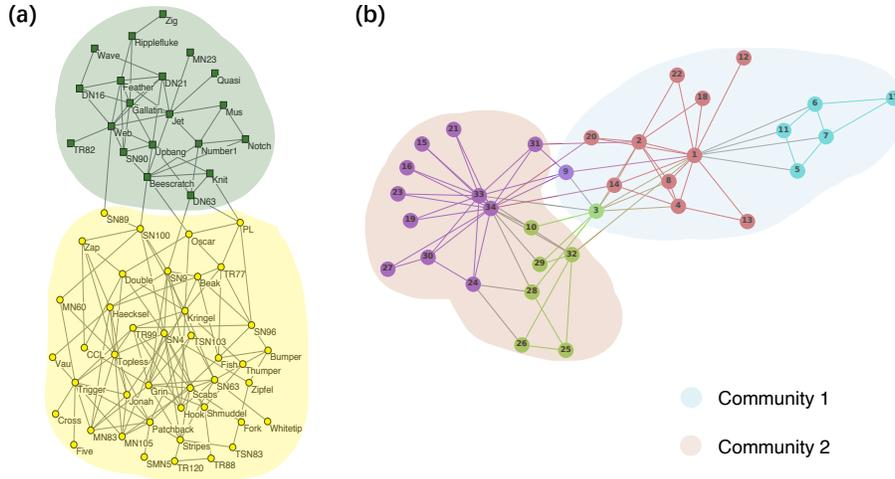 (a)
Zig
Ripplefluke
Wave
MN23
Quasi
Feather
DN21
DN16
Gallatin
Jet
Mus
Web
Notch
TR82
SN90
Upbang
Number1
Beescratch
Knit
DN63
SN89
SN100
PL
Zap
Oscar
Double
SN9
Beak
TR77
MN60
Haecksel
Kringel
TR99
SN4
TSN103
SN96
CCL
Topless
Fish
Bumper
Vau
Thumper
Trigger
Grin
Scabs
SN63
Zipfel
Jonah
Hook
Shmuddel
Cross
Patchback
Fork
Whitetip
MN83
MN105
Stripes
Five
SMN5
TR120
TR88
TSN83
(b)
12
22
18
6
11
7
5
20
2
1
21
15
31
16
9
8
14
23
33
34
3
4
13
19
10
30
29
32
27
24
28
26
25
Community 1
Community 2